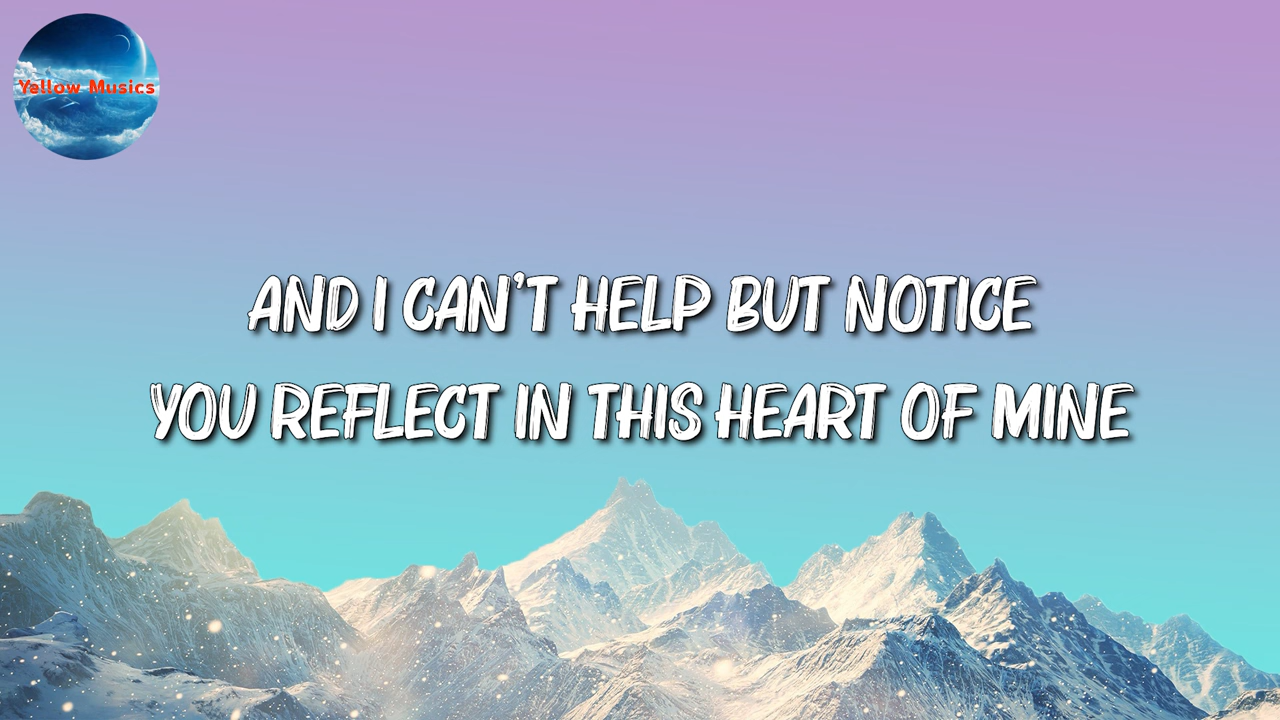 Yellow Musics
AND I CAN'T HELP BUT NOTICE
YOU REFLECT IN THIS HEART OF MINE